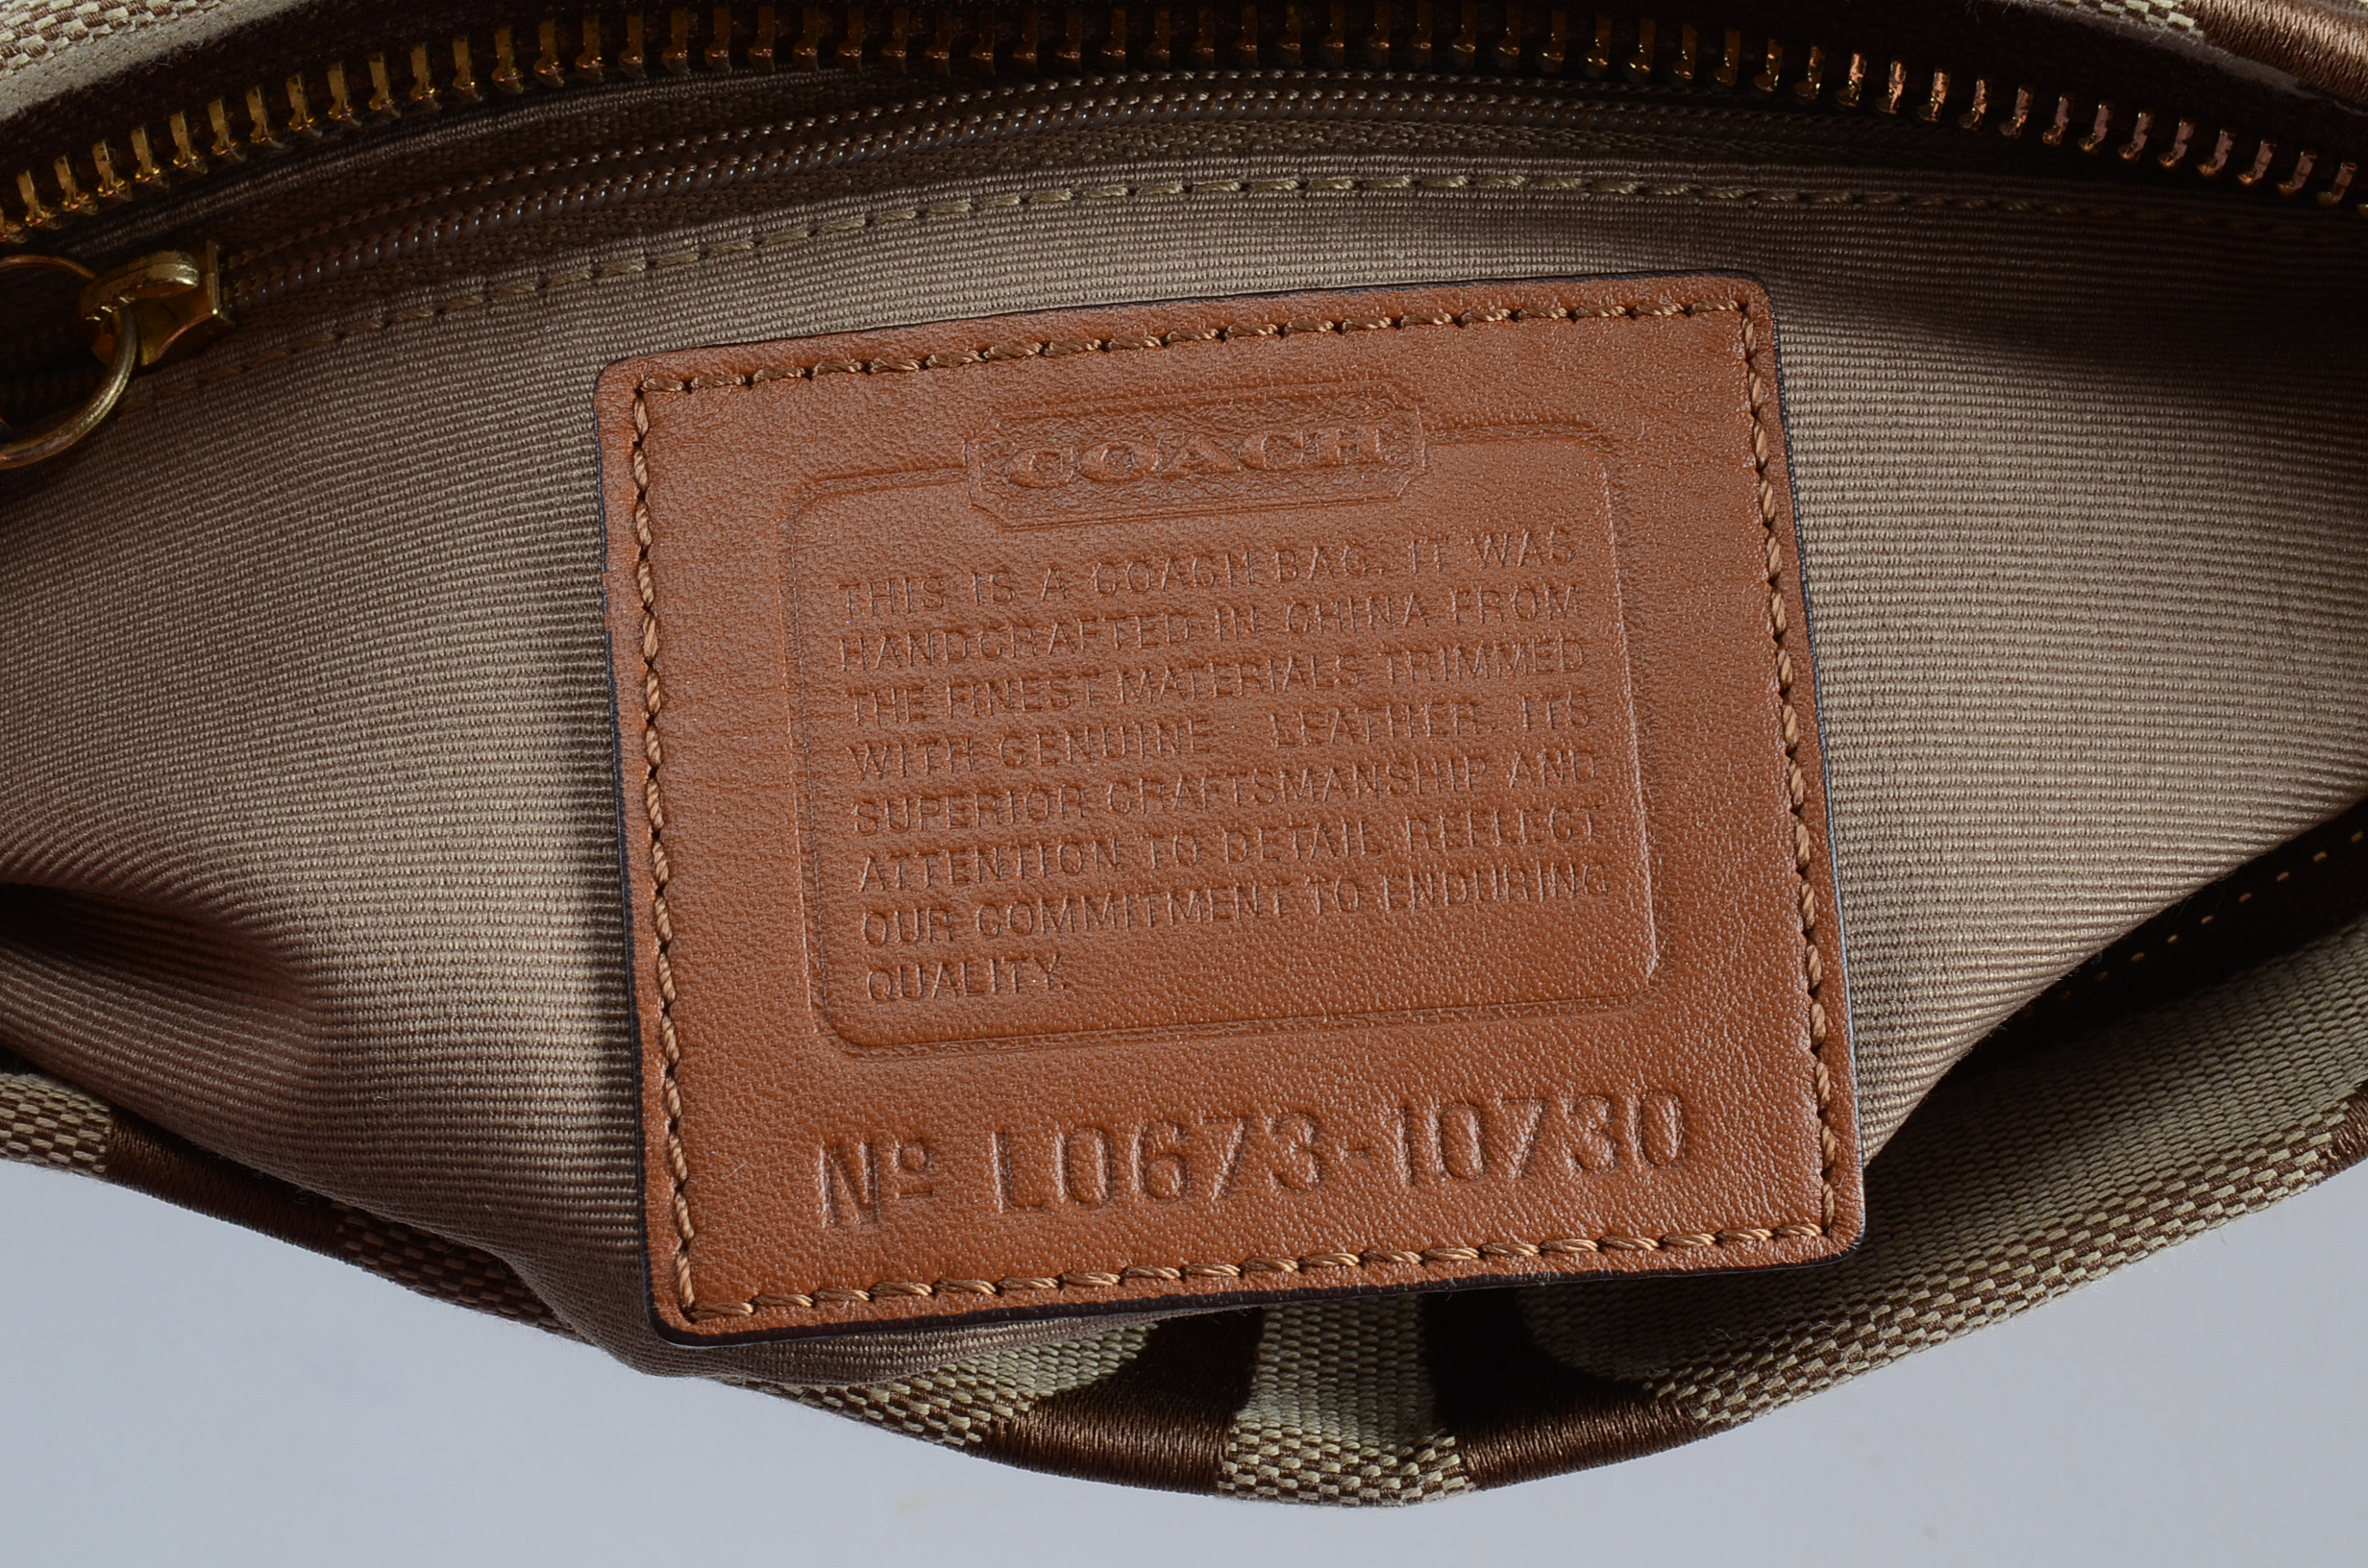 COACH
THIS IS A COACH BAG. IT WAS
HANDCRAFTED IN CHINA FROM
THE FINEST MATERIALS TRIMMED
WITH GENUINE LEATHER. ITS
SUPERIOR CRAFTSMANSHIP AND
ATTENTION TO DETAIL REFLECT
OUR COMMITMENT TO ENDURING
QUALITY.
Nº L0673-10730